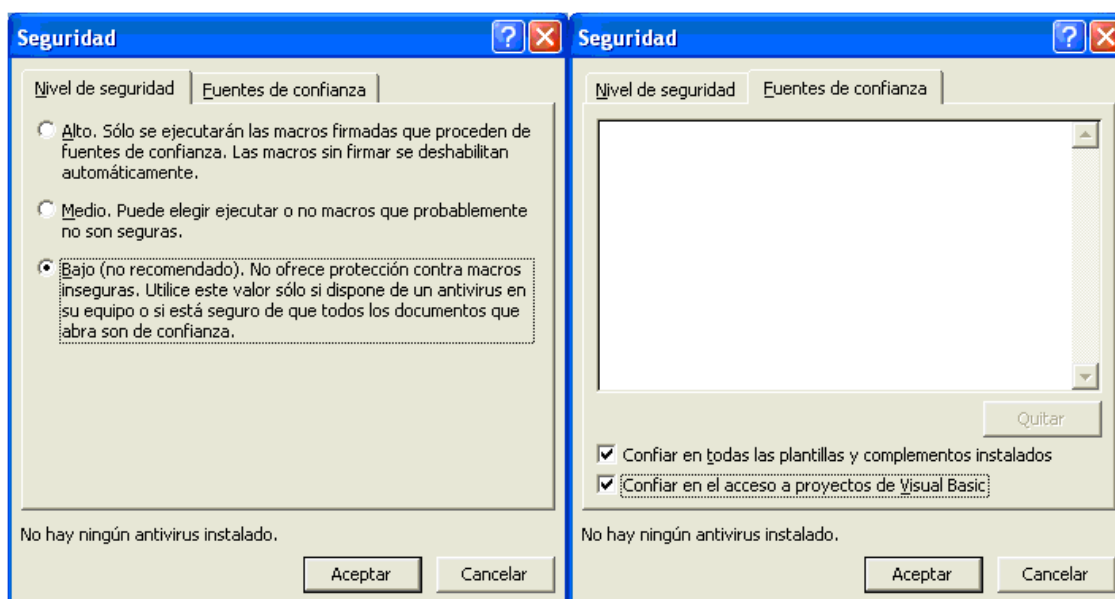 Seguridad
Nivel de seguridad
Fuentes de confianza
Alto. Sólo se ejecutarán las macros firmadas que proceden de
fuentes de confianza. Las macros sin firmar se deshabilitan
automáticamente.
Medio. Puede elegir ejecutar o no macros que probablemente
no son seguras.
Bajo (no recomendado). No ofrece protección contra macros
inseguras. Utilice este valor sólo si dispone de un antivirus en
su equipo o si está seguro de que todos los documentos que
abra son de confianza.
No hay ningún antivirus instalado.
Aceptar
Cancelar
Seguridad
Nivel de seguridad
Fuentes de confianza
Quitar
Confiar en todas las plantillas y complementos instalados
Confiar en el acceso a proyectos de Visual Basic
No hay ningún antivirus instalado.
Aceptar
Cancelar